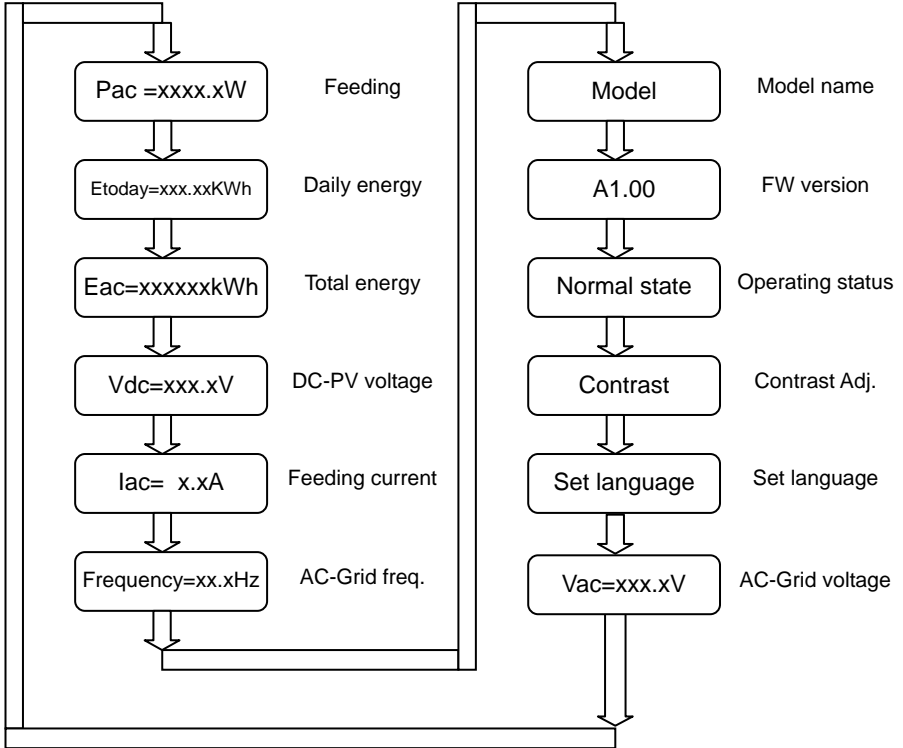 Pac =xxxx.xW
Feeding
Etoday=xxx.xxKWh
Daily energy
Eac=xxxxxxkWh
Total energy
Vdc=xxx.xV
DC-PV voltage
Iac=  x.xA
Feeding current
Frequency=xx.xHz
AC-Grid freq.
Model
Model name
A1.00
FW version
Normal state
Operating status
Contrast
Contrast Adj.
Set language
Set language
Vac=xxx.xV
AC-Grid voltage